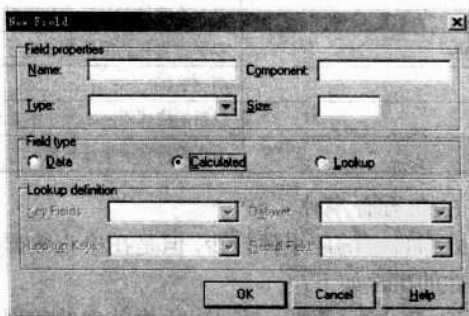 New Field
Field properties
Name: Component:
Type: Size:
Field type
Data Calculated Lookup
Lookup definition
Key Fields: Dataset:
Lookup Keys: Result Field:
OK Cancel Help